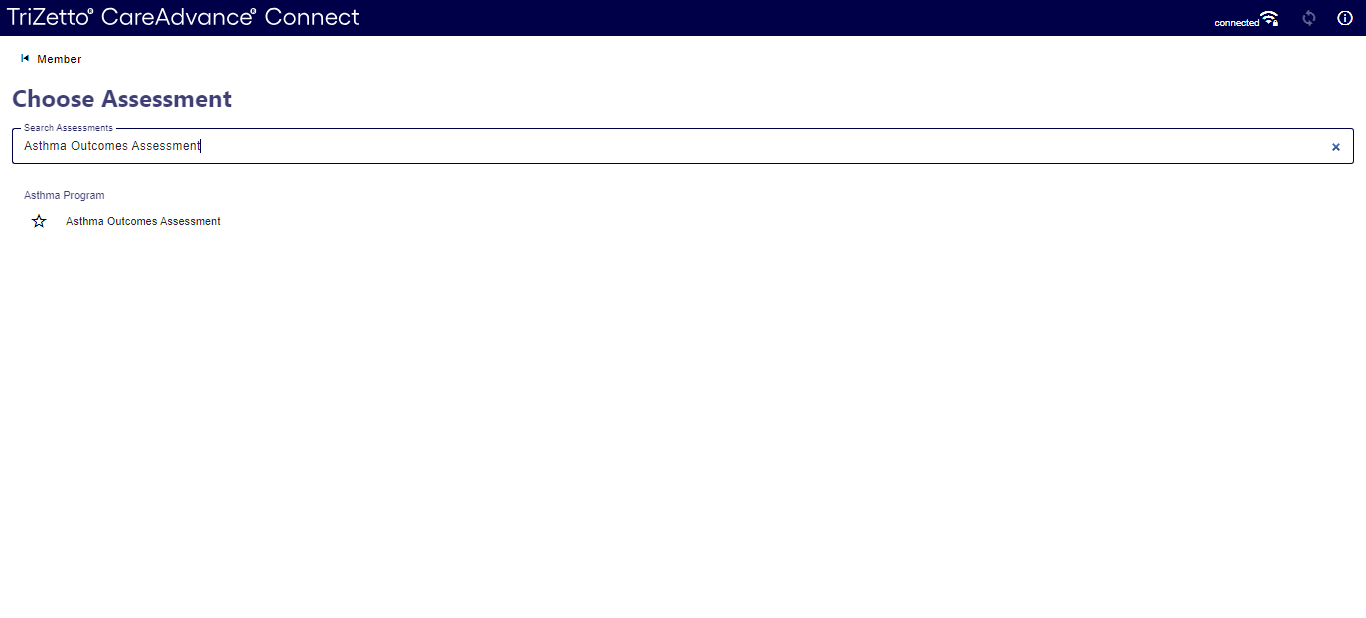 TriZetto® CareAdvance® Connect
connected
Member
Choose Assessment
Search Assessments
Asthma Outcomes Assessment
Asthma Program
Asthma Outcomes Assessment